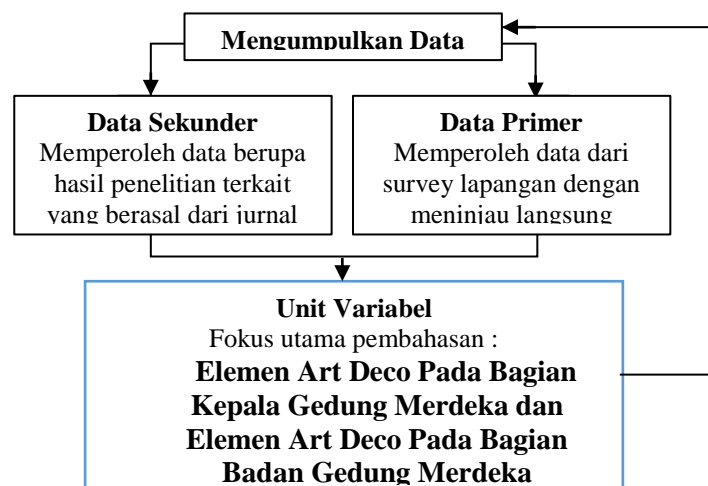 Mengumpulkan Data
Data Sekunder
Memperoleh data berupa
hasil penelitian terkait
yang berasal dari jurnal
Data Primer
Memperoleh data dari
survey lapangan dengan
meninjau langsung
Unit Variabel
Fokus utama pembahasan :
Elemen Art Deco Pada Bagian
Kepala Gedung Merdeka dan
Elemen Art Deco Pada Bagian
Badan Gedung Merdeka